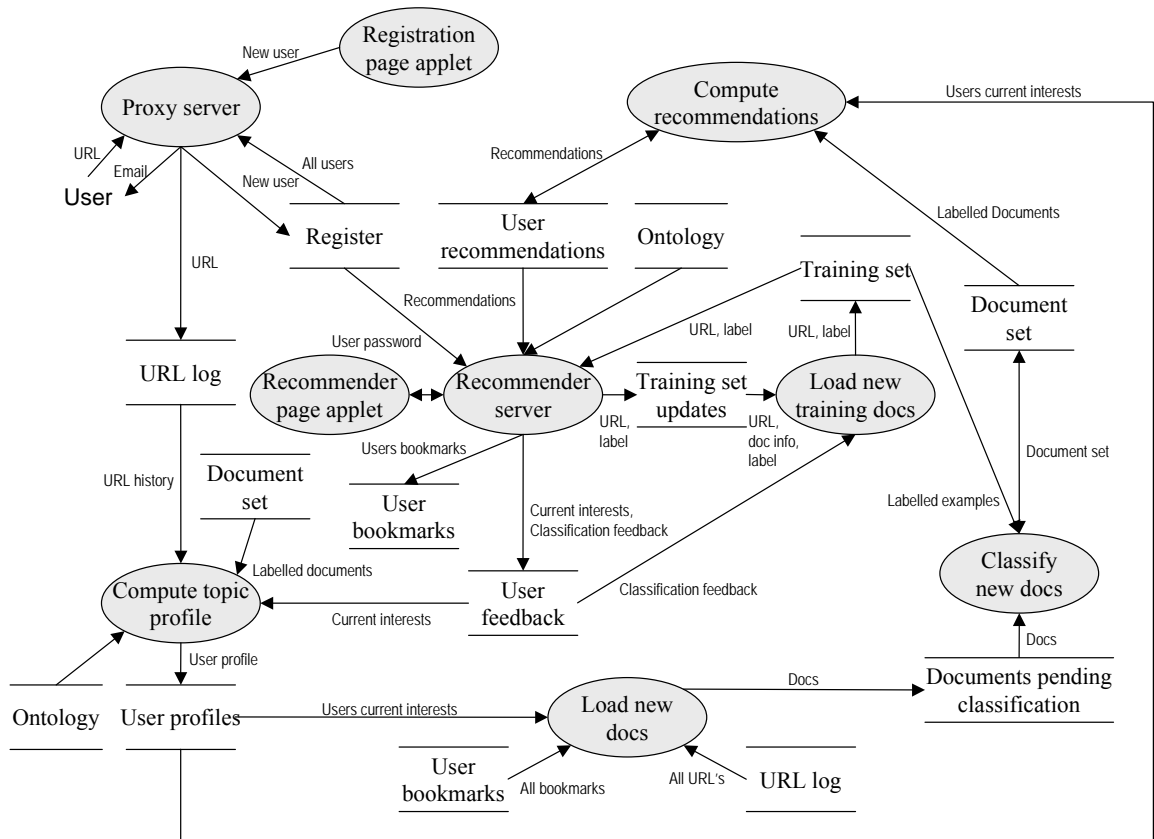 Registration
page applet
New user
Proxy server
Compute
recommendations
Users current interests
URL
Email
User
All users
New user
Recommendations
Register
User
recommendations
Ontology
Labelled Documents
Training set
Document
set
URL
Recommendations
URL, label
URL, label
User password
URL log
Recommender
page applet
Recommender
server
Training set
updates
Load new
training docs
URL,
label
URL,
doc info,
label
Users bookmarks
URL history
Document
set
User
bookmarks
Current interests,
Classification feedback
Document set
Labelled examples
Labelled documents
Compute topic
profile
User
feedback
Current interests
Classification feedback
Classify
new docs
Docs
User profile
Ontology
User profiles
Users current interests
Load new
docs
Docs
Documents pending
classification
User
bookmarks
All bookmarks
All URL's
URL log